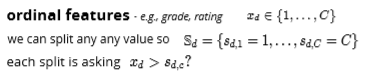 ordinal features - e.g., grade, rating x_d ∈ {1, . . . , C}
we can split any any value so 𝕊_d = {s_{d,1} = 1, . . . , s_{d,C} = C}
each split is asking x_d > s_{d,c}?